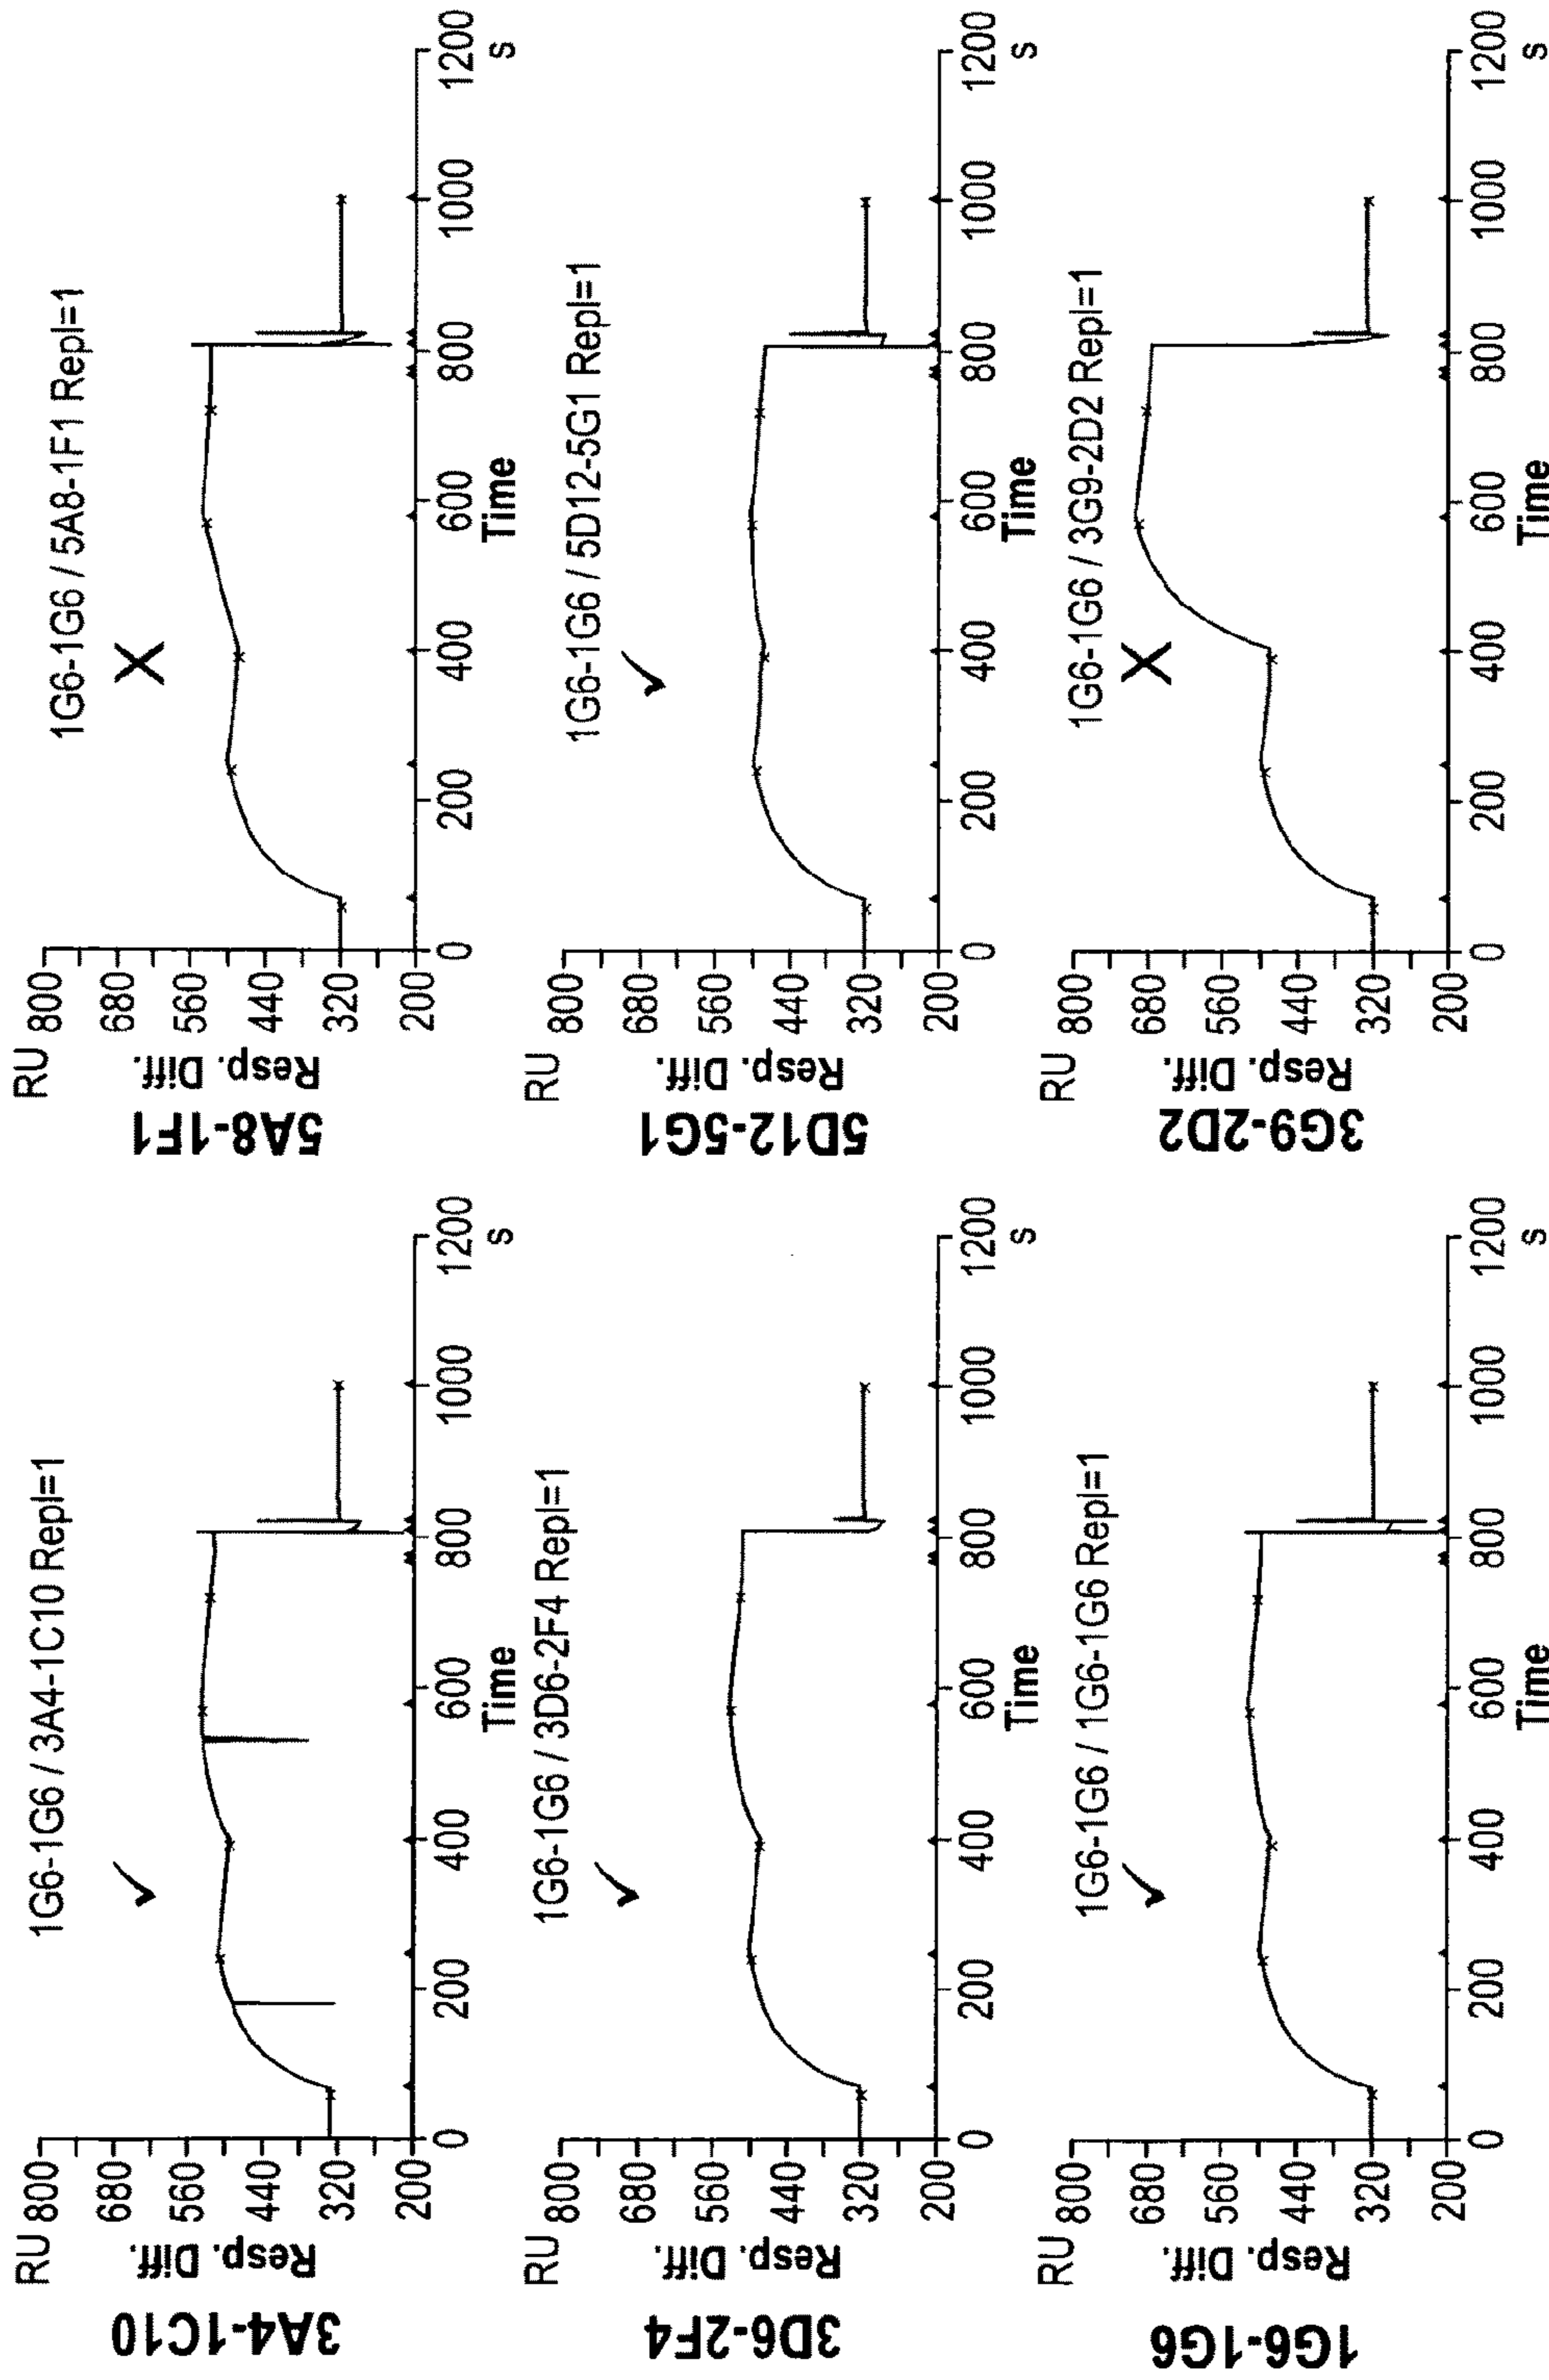 3A4-1C10
Resp. Diff.
RU
800
680
560
440
320
200
1G6-1G6 / 3A4-1C10 Repl=1
✓
0 200 400 600 800 1000 1200
Time s
5A8-1F1
Resp. Diff.
RU
800
680
560
440
320
200
1G6-1G6 / 5A8-1F1 Repl=1
X
0 200 400 600 800 1000 1200
Time s
3D6-2F4
Resp. Diff.
RU
800
680
560
440
320
200
1G6-1G6 / 3D6-2F4 Repl=1
✓
0 200 400 600 800 1000 1200
Time s
5D12-5G1
Resp. Diff.
RU
800
680
560
440
320
200
1G6-1G6 / 5D12-5G1 Repl=1
✓
0 200 400 600 800 1000 1200
Time s
1G6-1G6
Resp. Diff.
RU
800
680
560
440
320
200
1G6-1G6 / 1G6-1G6 Repl=1
✓
0 200 400 600 800 1000 1200
Time s
3G9-2D2
Resp. Diff.
RU
800
680
560
440
320
200
1G6-1G6 / 3G9-2D2 Repl=1
X
0 200 400 600 800 1000 1200
Time s